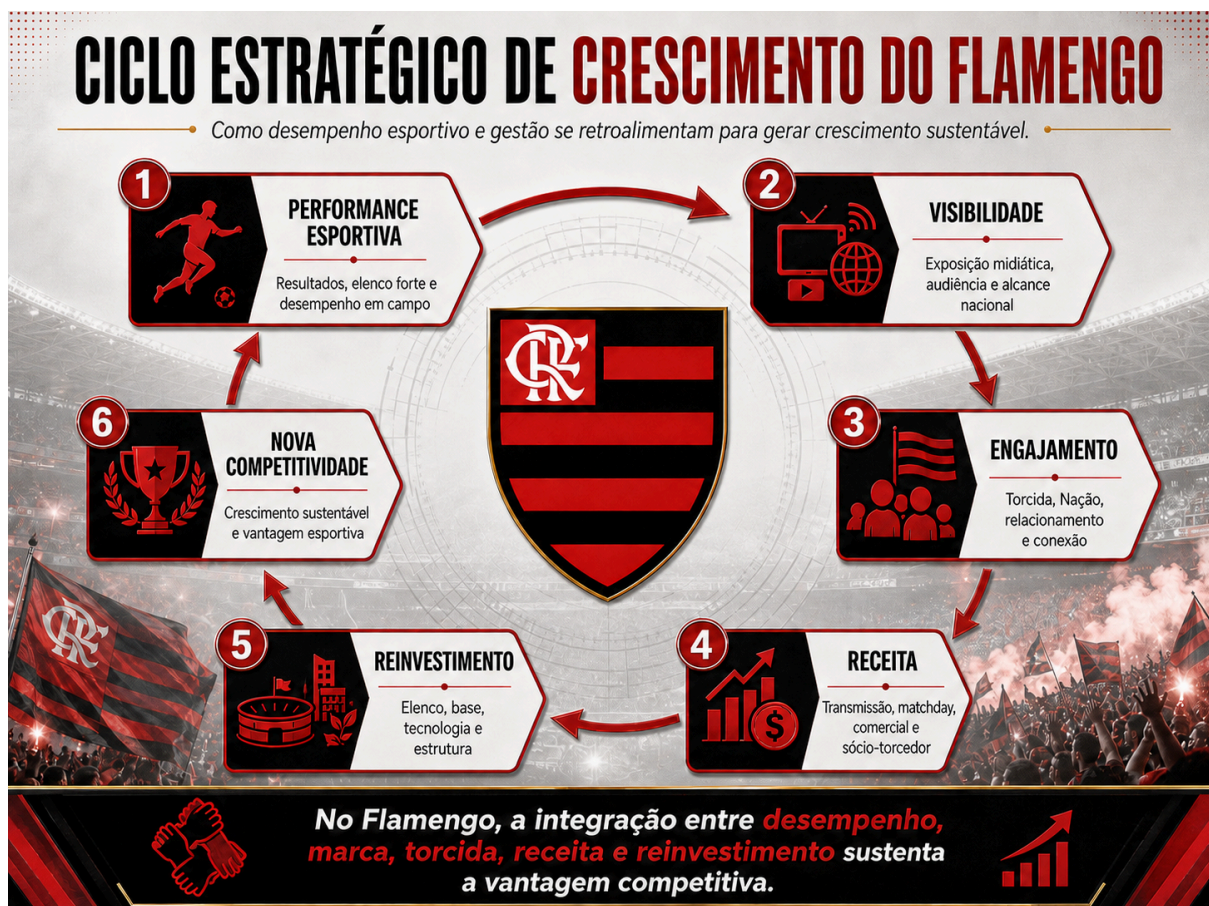 CICLO ESTRATÉGICO DE CRESCIMENTO DO FLAMENGO
Como desempenho esportivo e gestão se retroalimentam para gerar crescimento sustentável.
1
PERFORMANCE
ESPORTIVA
Resultados, elenco forte e
desempenho em campo
2
VISIBILIDADE
Exposição midiática,
audiência e alcance
nacional
3
ENGAJAMENTO
Torcida, Nação,
relacionamento
e conexão
4
RECEITA
Transmissão, matchday,
comercial e
sócio-torcedor
$
5
REINVESTIMENTO
Elenco, base,
tecnologia e
estrutura
6
NOVA
COMPETITIVIDADE
Crescimento sustentável
e vantagem esportiva
CRF
CRF
No Flamengo, a integração entre desempenho,
marca, torcida, receita e reinvestimento sustenta
a vantagem competitiva.